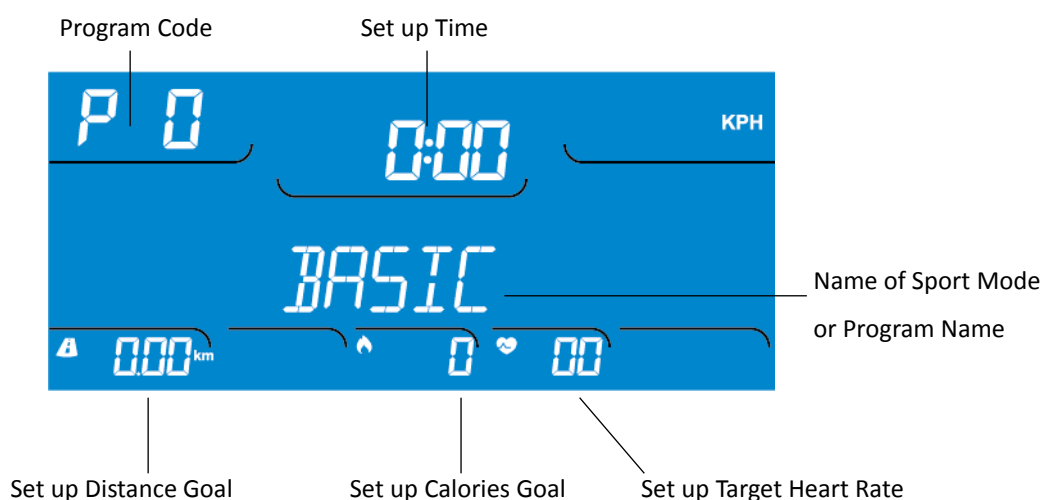 Program Code
Set up Time
P 0
0:00
KPH
BASIC
Name of Sport Mode
or Program Name
0.00 km
0
00
Set up Distance Goal
Set up Calories Goal
Set up Target Heart Rate